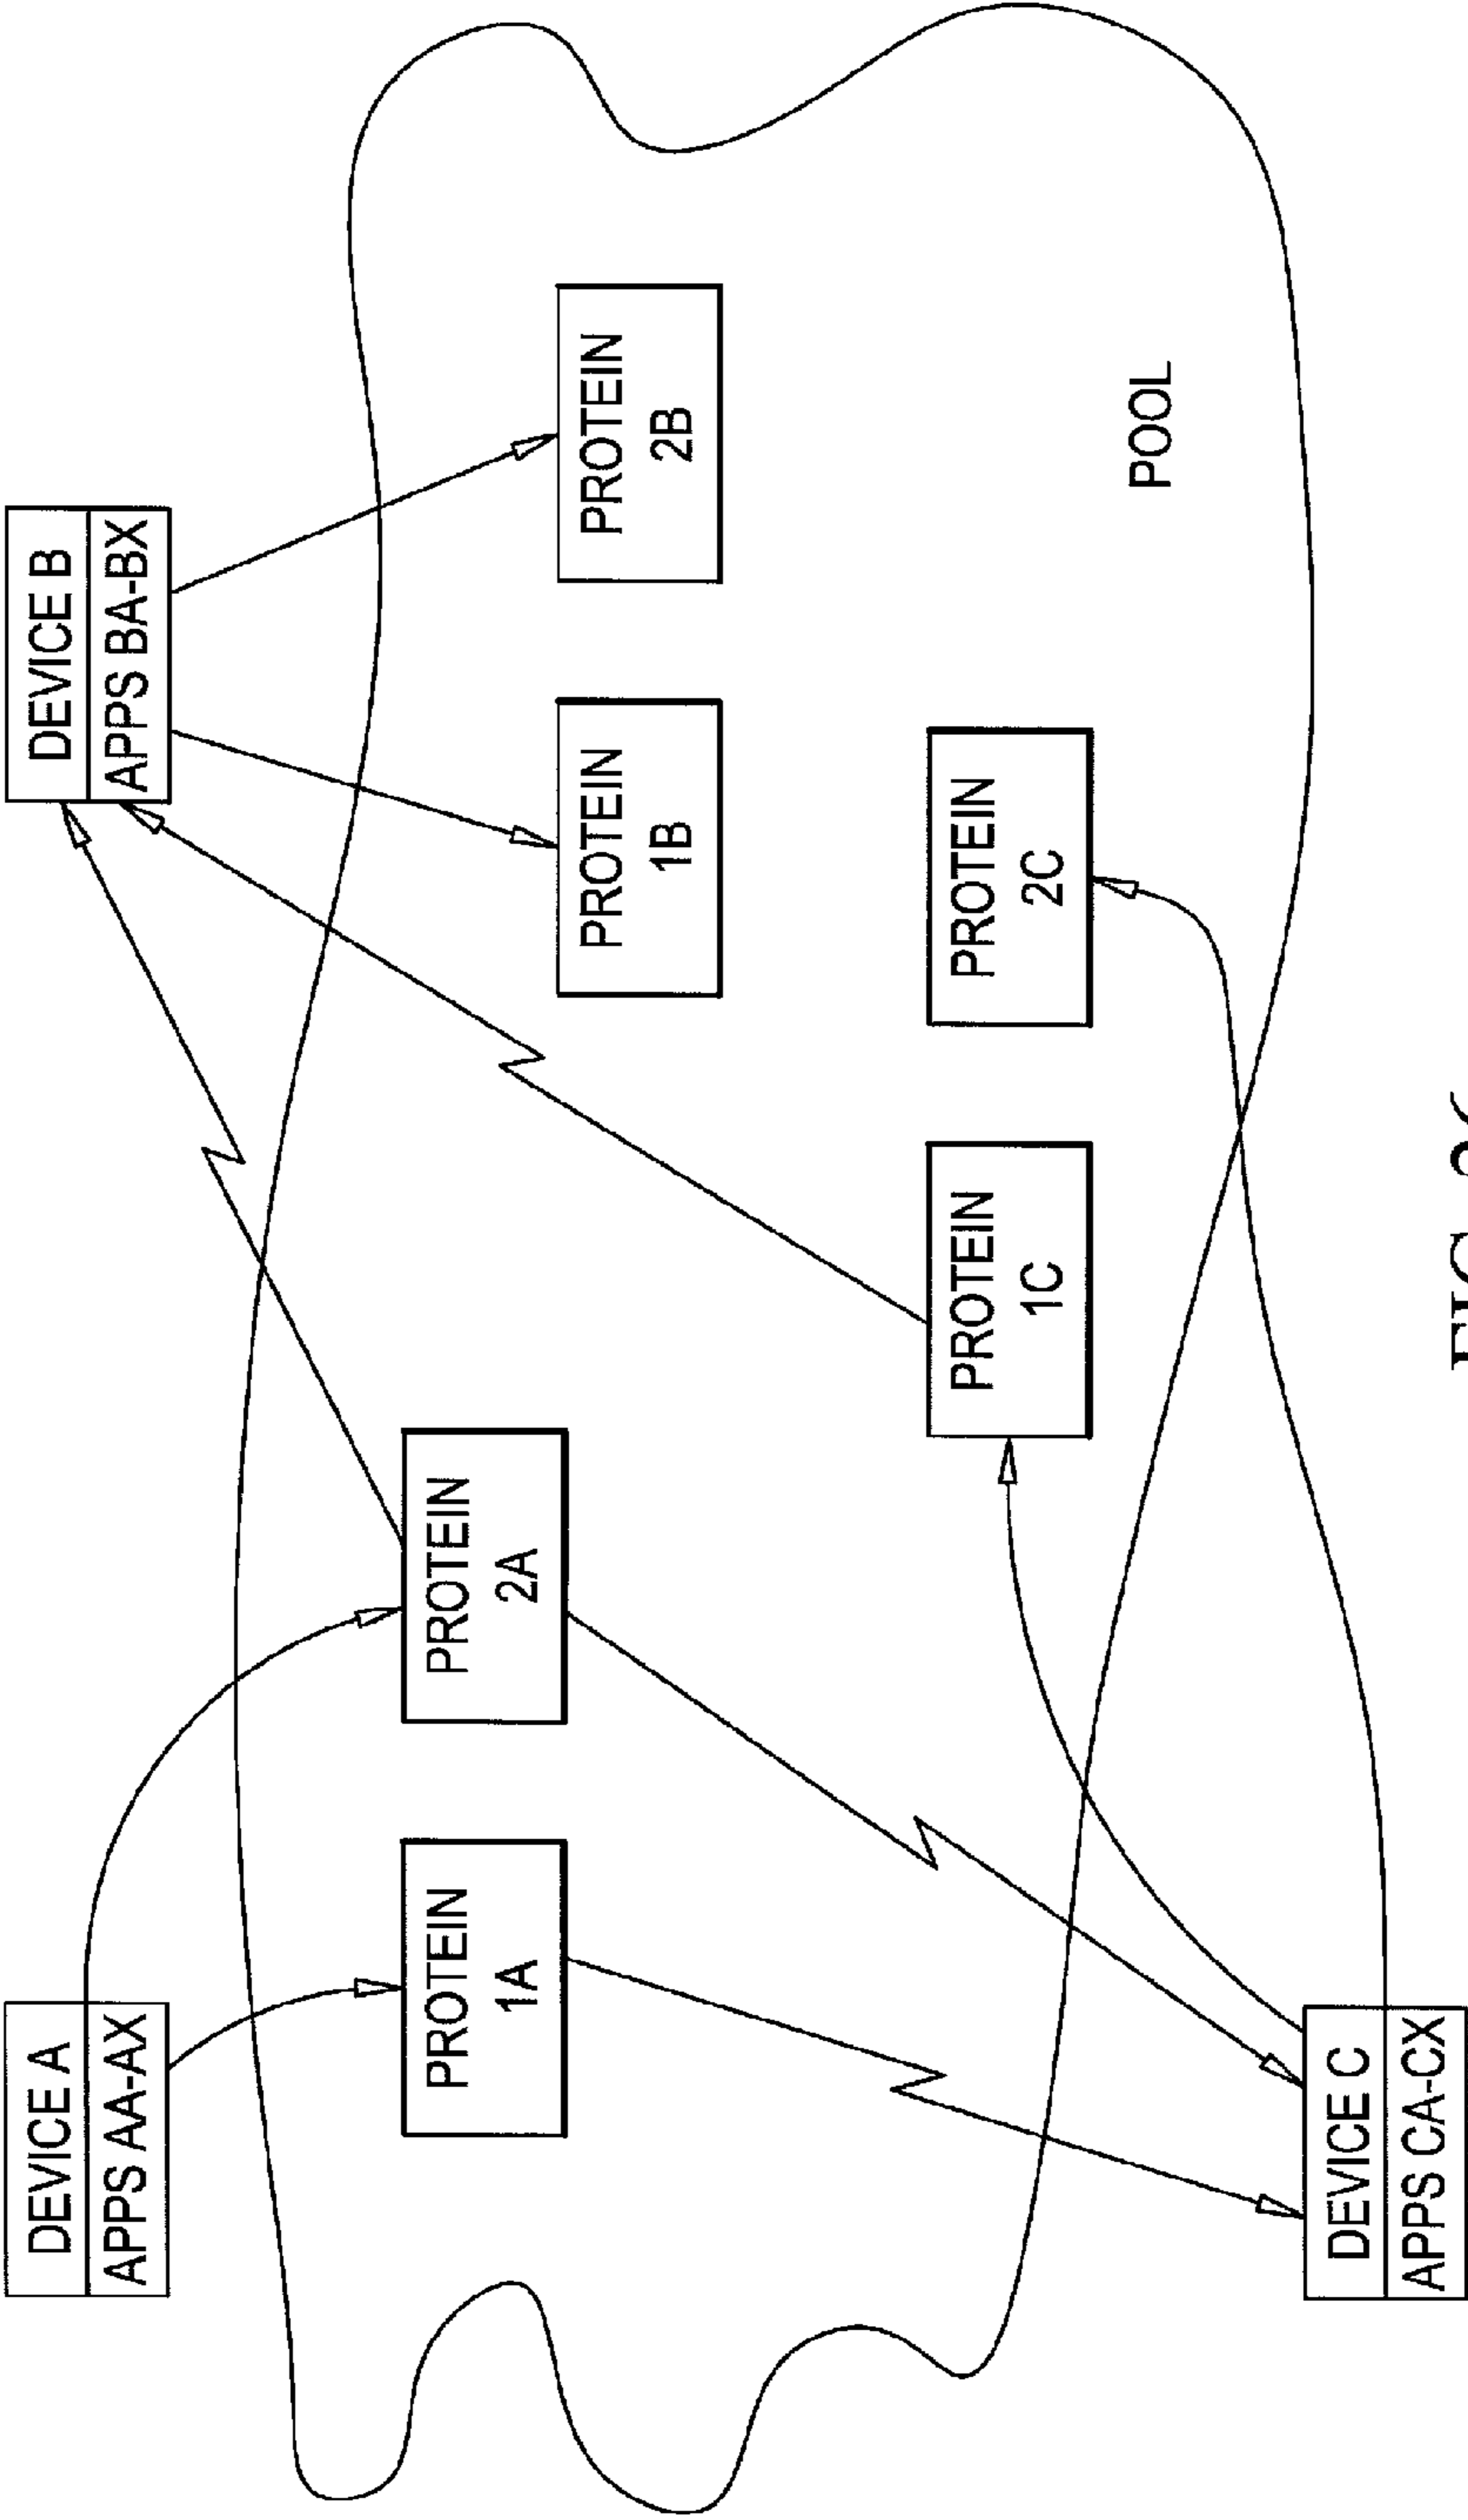 DEVICE A
APPS AA-AX
DEVICE B
APPS BA-BX
PROTEIN
1A
PROTEIN
2A
PROTEIN
1B
PROTEIN
2B
PROTEIN
1C
PROTEIN
2C
POOL
DEVICE C
APPS CA-CX